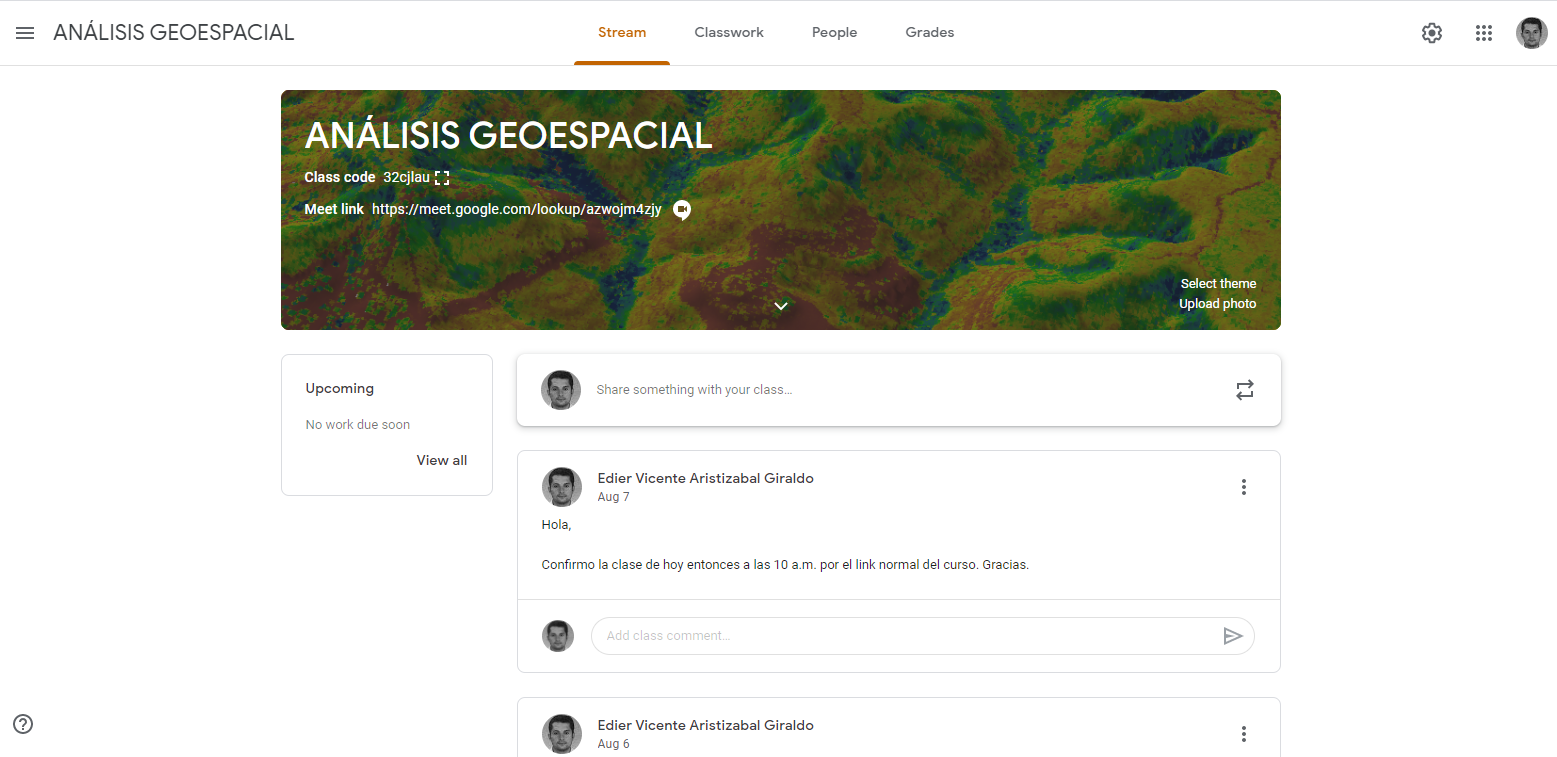 ANÁLISIS GEOESPACIAL
Stream Classwork People Grades
ANÁLISIS GEOESPACIAL
Class code 32cjlau
Meet link https://meet.google.com/lookup/azwojm4zjy
Select theme
Upload photo
Upcoming
No work due soon
View all
Share something with your class...
Edier Vicente Aristizabal Giraldo
Aug 7
Hola,
Confirmo la clase de hoy entonces a las 10 a.m. por el link normal del curso. Gracias.
Add class comment...
Edier Vicente Aristizabal Giraldo
Aug 6